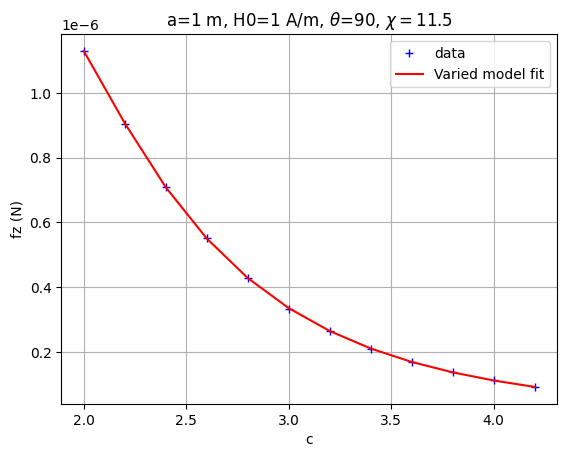 a=1 m, H0=1 A/m, θ=90, χ = 11.5
1e−6
data
Varied model fit
1.0
0.8
0.6
0.4
0.2
fz (N)
2.0 2.5 3.0 3.5 4.0
c